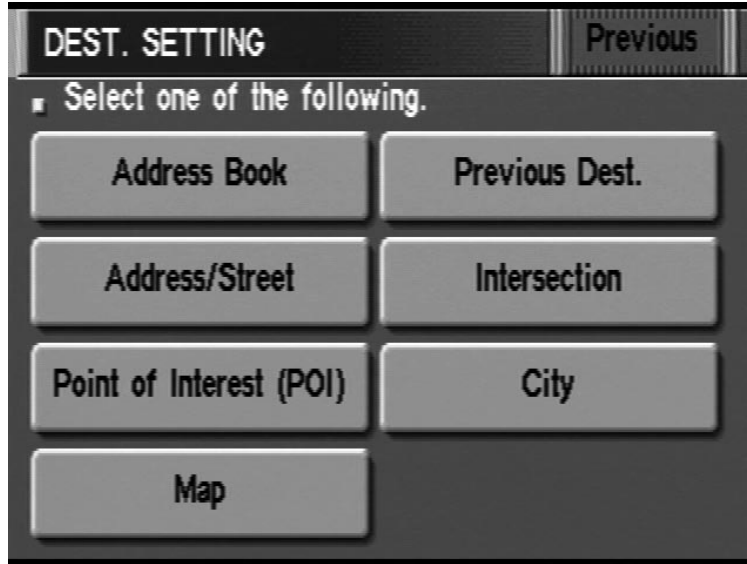 DEST. SETTING
Previous
Select one of the following.
Address Book
Previous Dest.
Address/Street
Intersection
Point of Interest (POI)
City
Map